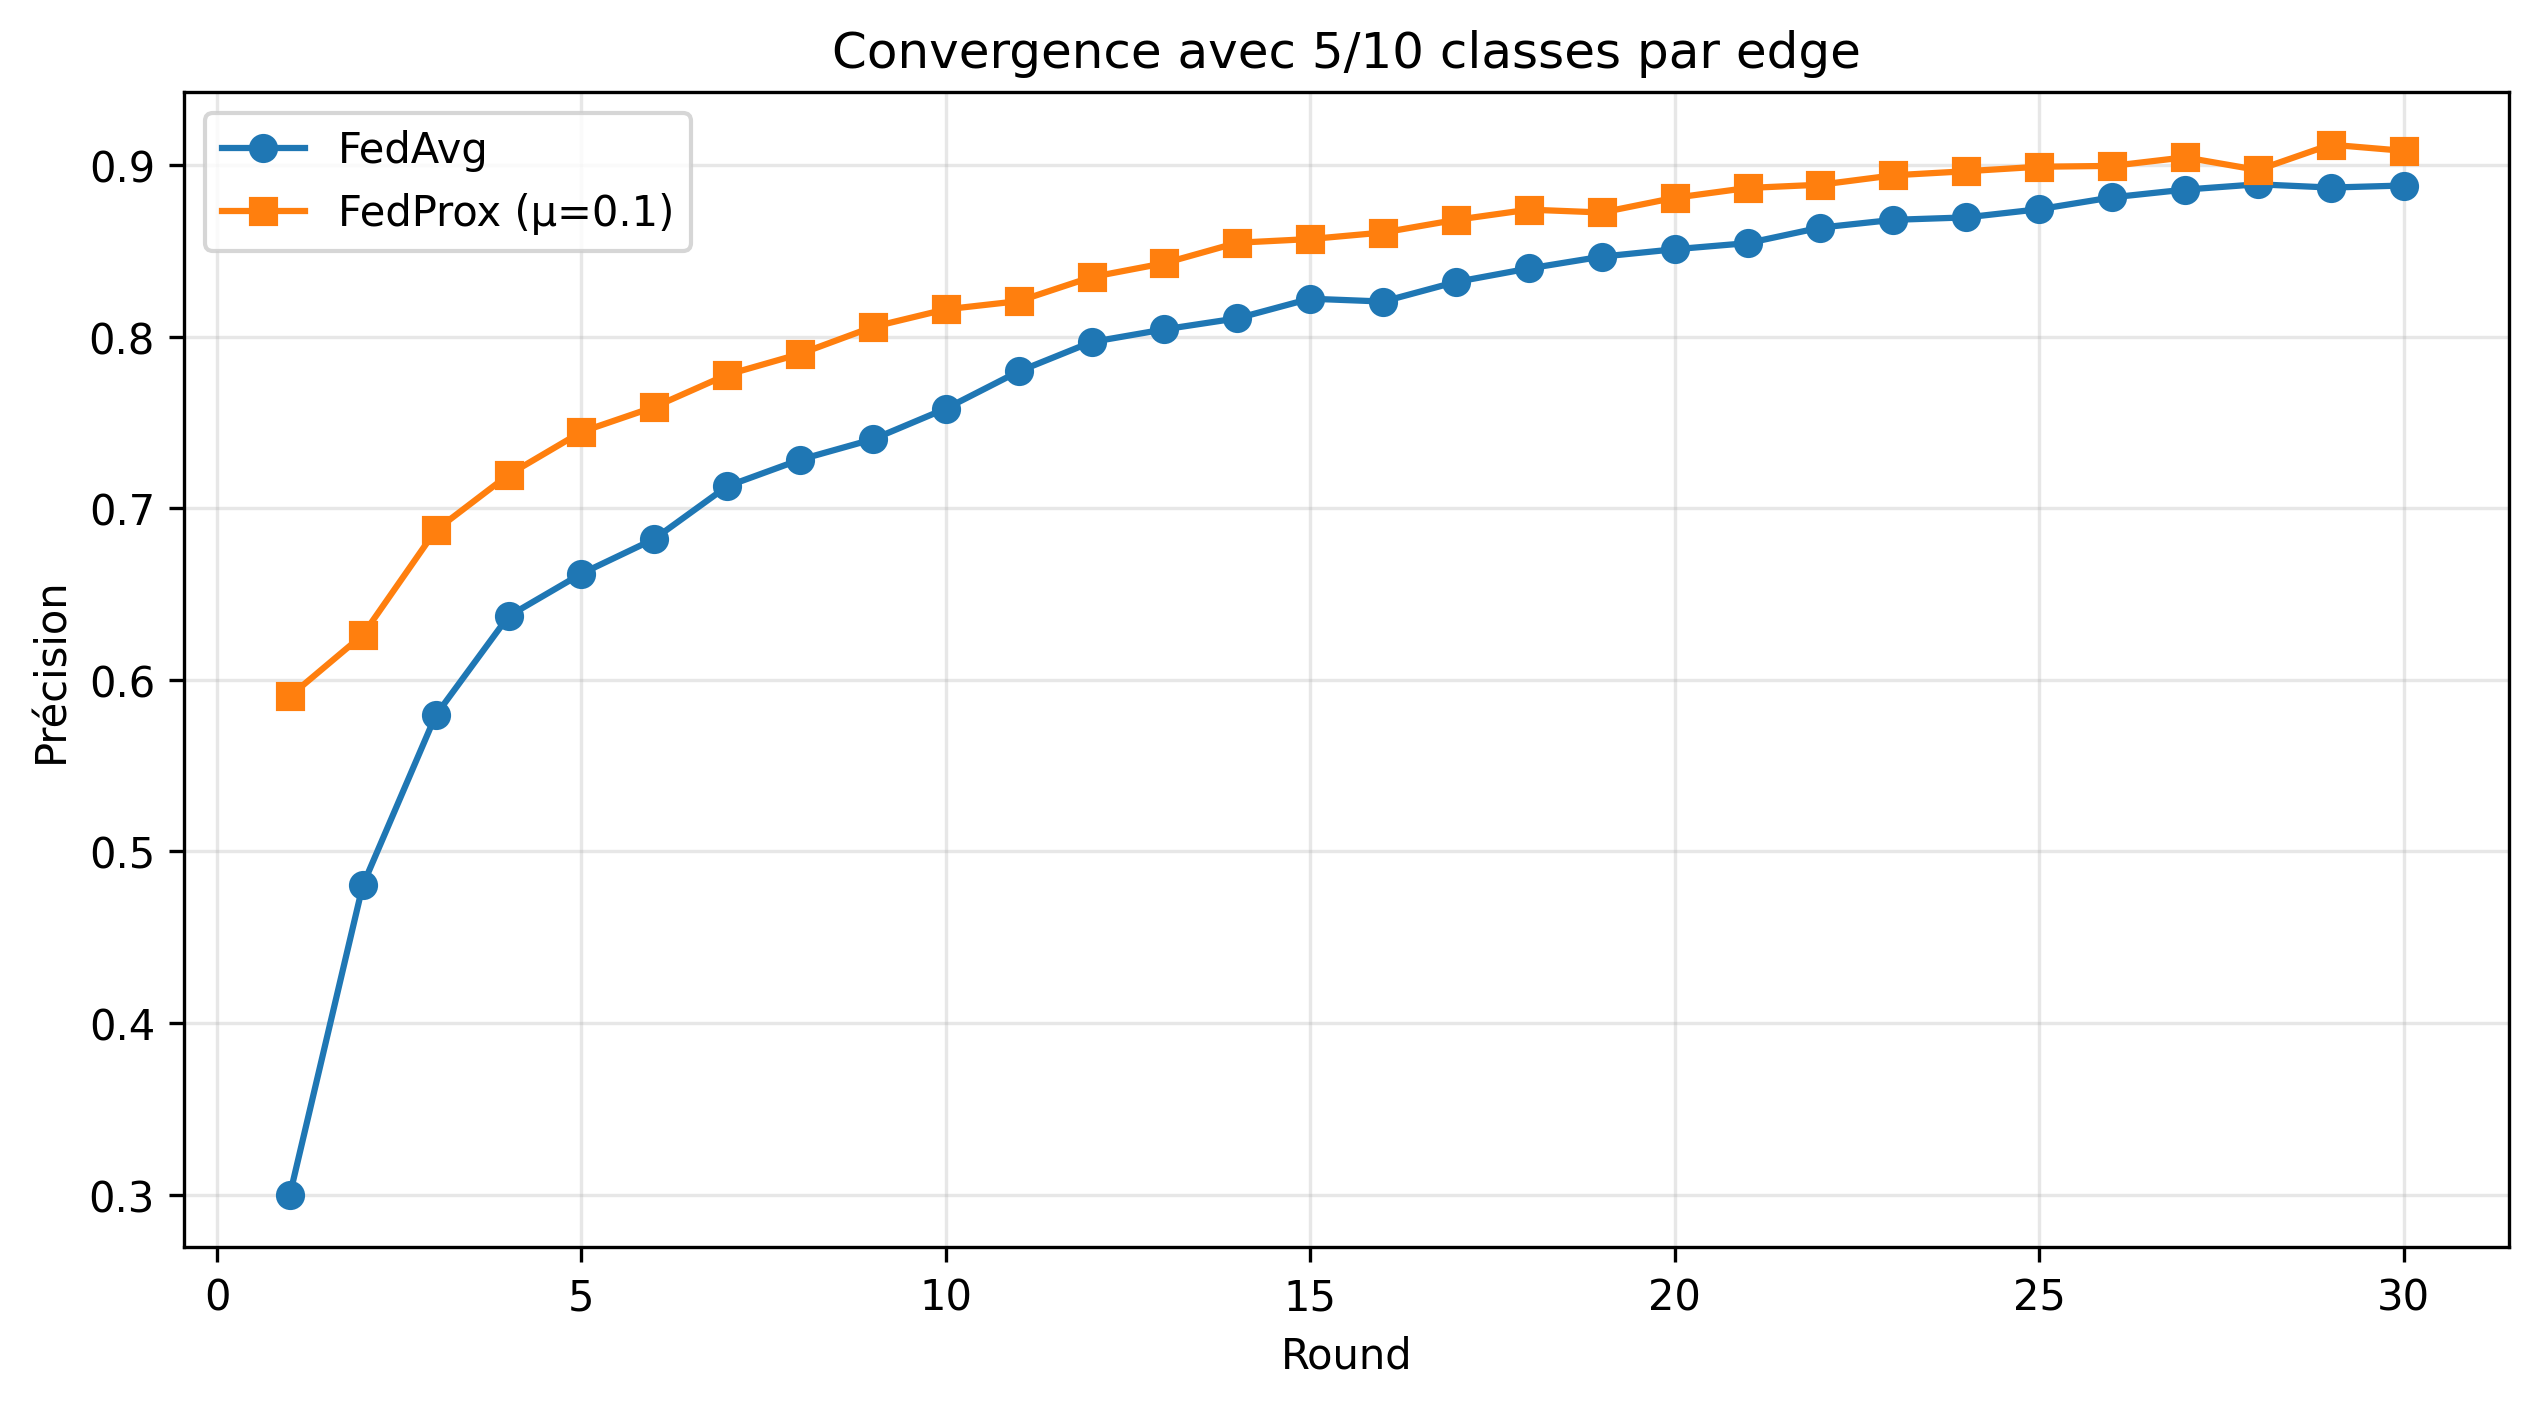 Convergence avec 5/10 classes par edge
FedAvg
FedProx (μ=0.1)
0.9
0.8
0.7
0.6
0.5
0.4
0.3
Précision
0 5 10 15 20 25 30
Round